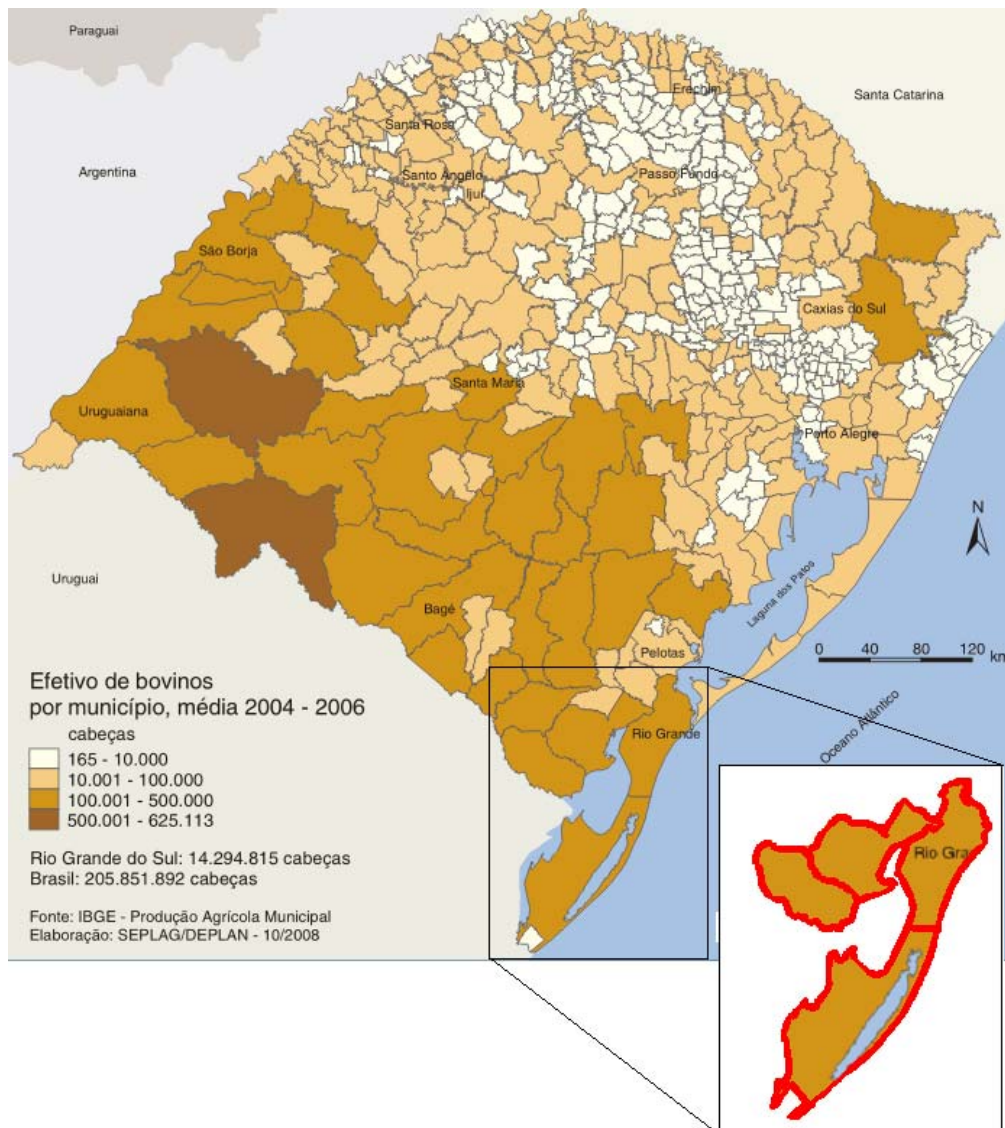 Paraguai
Santa Catarina
Argentina
Erechim
Santa Rosa
Santo Ângelo
Ijuí
Passo Fundo
São Borja
Caxias do Sul
Santa Maria
Uruguaiana
Porto Alegre
N
Uruguai
Laguna dos Patos
Bagé
Pelotas
0 40 80 120 km
Rio Grande
Oceano Atlântico
Efetivo de bovinos
por município, média 2004 - 2006
cabeças
165 - 10.000
10.001 - 100.000
100.001 - 500.000
500.001 - 625.113
Rio Grande do Sul: 14.294.815 cabeças
Brasil: 205.851.892 cabeças
Fonte: IBGE - Produção Agrícola Municipal
Elaboração: SEPLAG/DEPLAN - 10/2008
Rio Gra